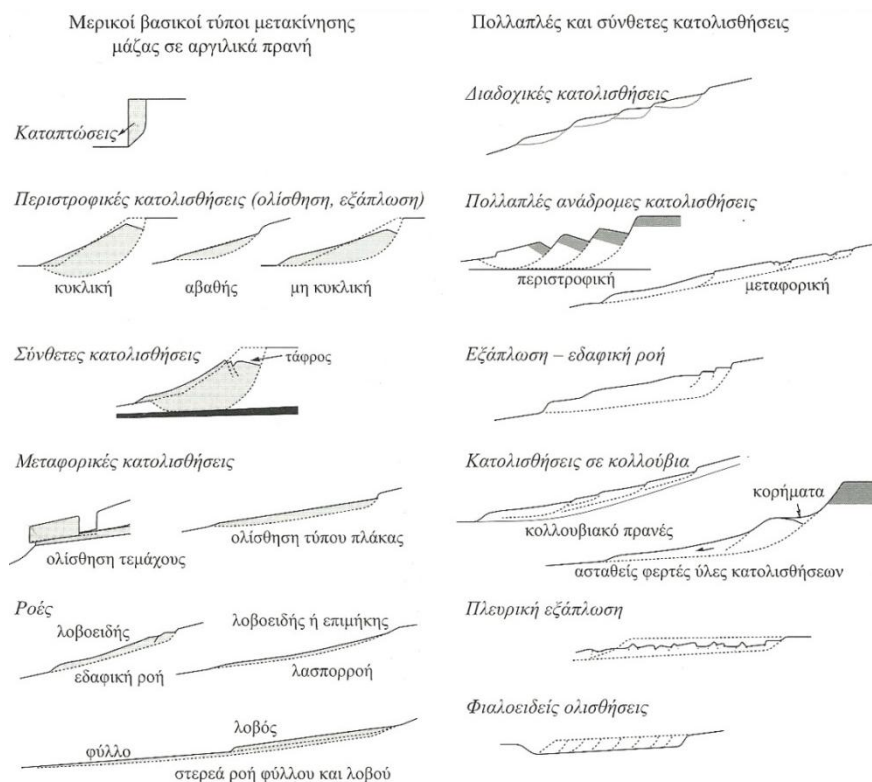 Μερικοί βασικοί τύποι μετακίνησης
μάζας σε αργιλικά πρανή
Καταπτώσεις
Περιστροφικές κατολισθήσεις (ολίσθηση, εξάπλωση)
κυκλική
αβαθής
μη κυκλική
Σύνθετες κατολισθήσεις
τάφρος
Μεταφορικές κατολισθήσεις
ολίσθηση τεμάχους
ολίσθηση τύπου πλάκας
Ροές
λοβοειδής
εδαφική ροή
λοβοειδής ή επιμήκης
λασπορροή
φύλλο
λοβός
στερεά ροή φύλλου και λοβού
Πολλαπλές και σύνθετες κατολισθήσεις
Διαδοχικές κατολισθήσεις
Πολλαπλές ανάδρομες κατολισθήσεις
περιστροφική
μεταφορική
Εξάπλωση – εδαφική ροή
Κατολισθήσεις σε κολλούβια
κορήματα
κολλουβιακό πρανές
ασταθείς φερτές ύλες κατολισθήσεων
Πλευρική εξάπλωση
Φιαλοειδείς ολισθήσεις